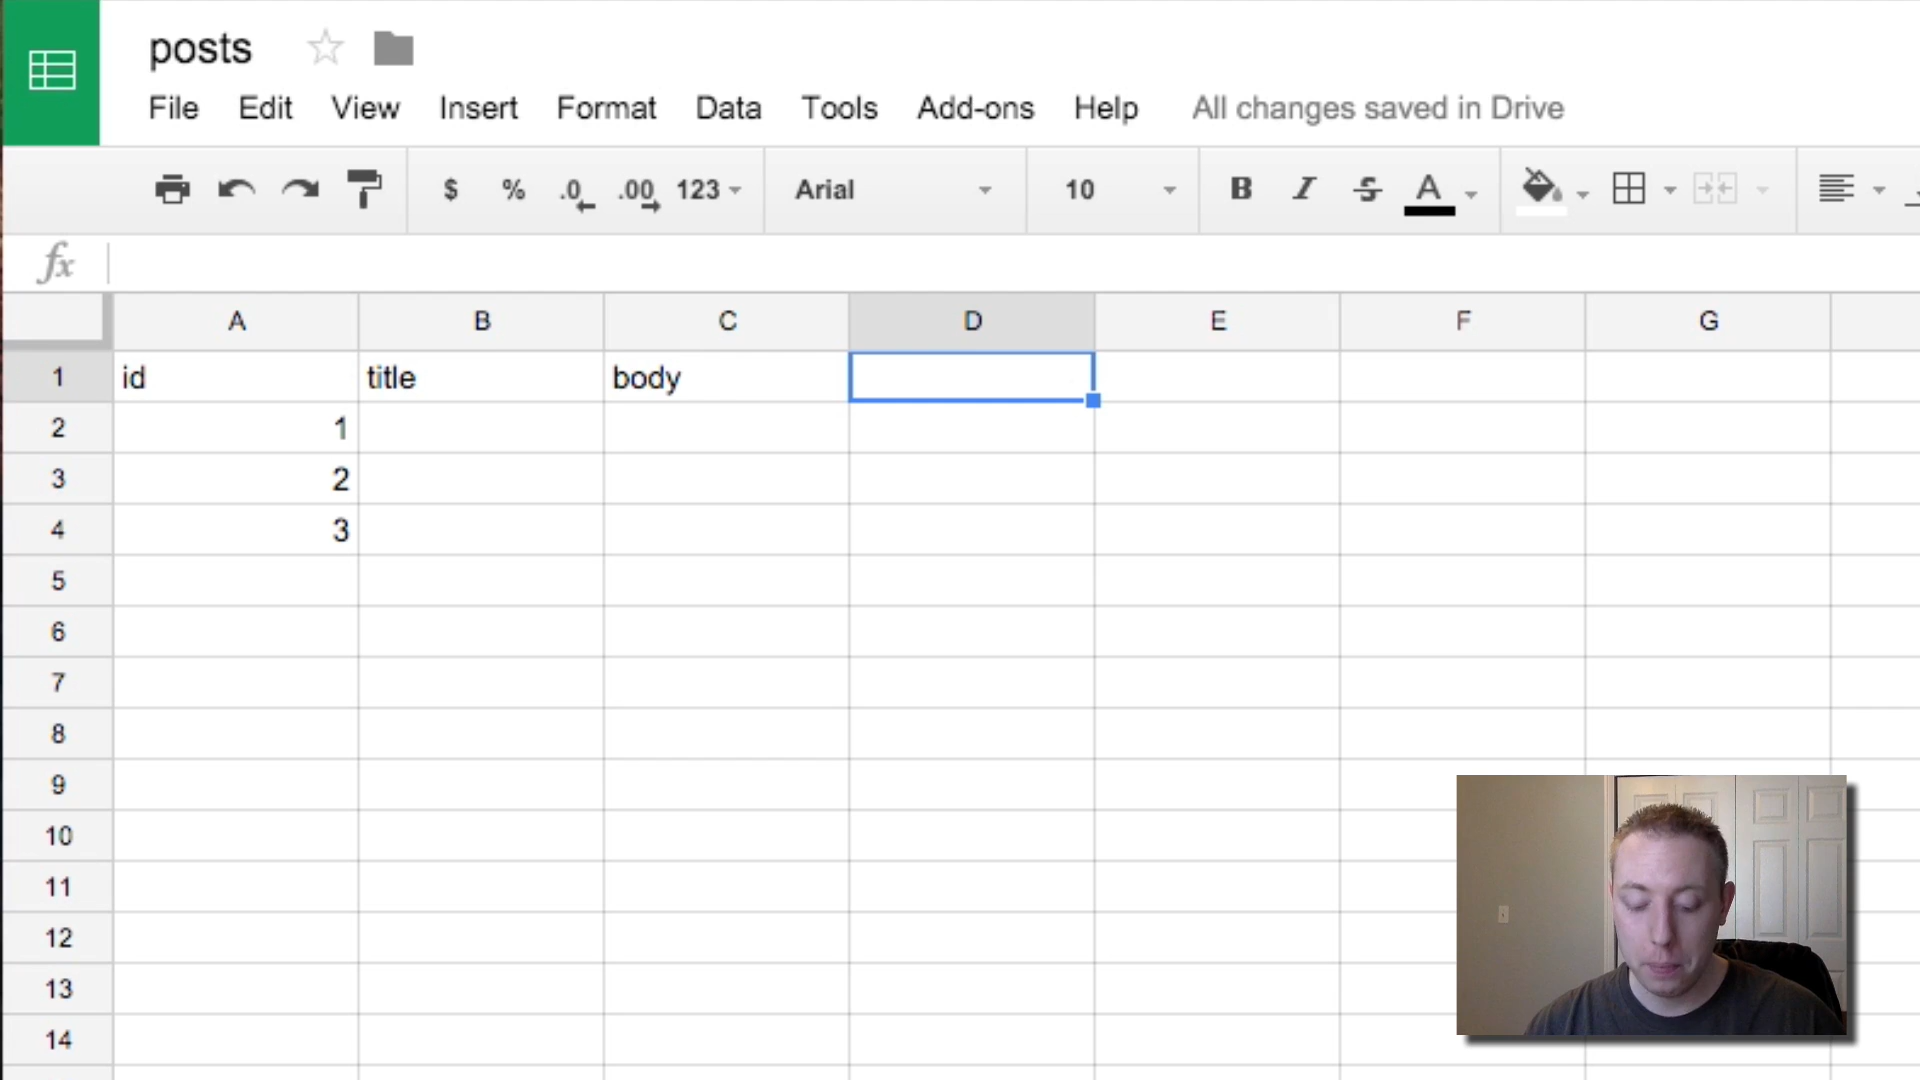 posts
File Edit View Insert Format Data Tools Add-ons Help All changes saved in Drive
$ % .0 .00 123 Arial 10 B I S A
fx
A B C D E F G
1 id title body
2 1
3 2
4 3
5
6
7
8
9
10
11
12
13
14